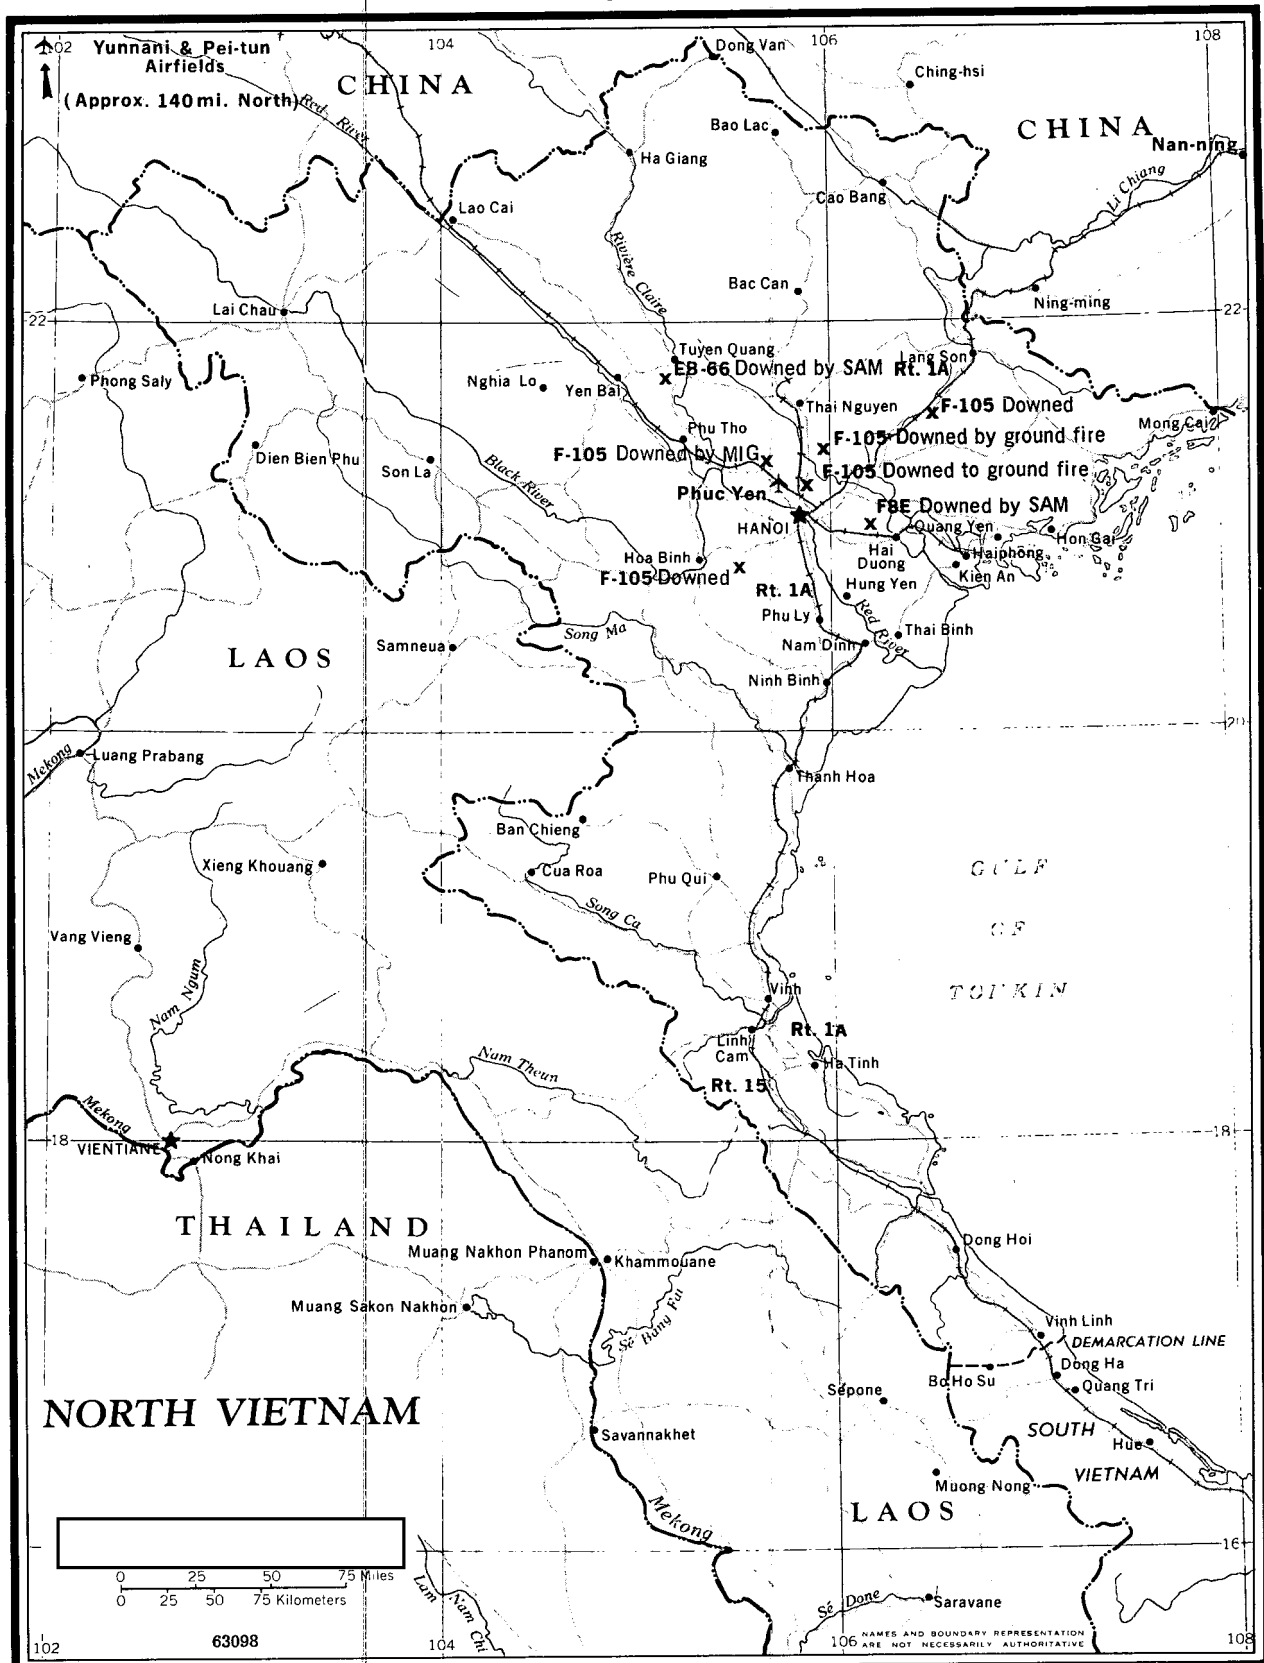 102
104
106
108
Yunnani & Pei-tun
Airfields
(Approx. 140 mi. North)
Red River
CHINA
Dong Van
Ching-hsi
Bao Lac
CHINA
Nan-ning
Ha Giang
Li Chiang
Cao Bang
Lao Cai
Rivière Claire
Bac Can
Ning-ming
Lai Chau
22
22
Tuyen Quang
Lang Son
EB-66 Downed by SAM
Rt. 1A
Phong Saly
Nghia Lo
Yen Bai
Thai Nguyen
F-105 Downed
Mong Cai
Phu Tho
F-105 Downed by ground fire
F-105 Downed by MIG
Dien Bien Phu
Son La
Black River
F-105 Downed to ground fire
Phuc Yen
F8E Downed by SAM
HANOI
Quang Yen
Hon Gai
Hai
Duong
Haiphong
Hoa Binh
Kien An
F-105 Downed
Rt. 1A
Hung Yen
Red River
Phu Ly
Thai Binh
Song Ma
Nam Dinh
Samneua
LAOS
Ninh Binh
20
Mekong
Luang Prabang
Thanh Hoa
Ban Chieng
Xieng Khouang
Cua Roa
Phu Qui
GULF
OF
TONKIN
Song Ca
Vang Vieng
Nam Ngum
Vinh
Rt. 1A
Linh
Cam
Ha Tinh
Nam Theun
Rt. 15
Mekong
18
18
VIENTIANE
Nong Khai
THAILAND
Dong Hoi
Muang Nakhon Phanom
Khammouane
Muang Sakon Nakhon
Sé Bang Fai
Vinh Linh
DEMARCATION LINE
Dong Ha
Bo Ho Su
Quang Tri
Sépone
NORTH VIETNAM
SOUTH
VIETNAM
Savannakhet
Hue
Muong Nong
Mekong
LAOS
16
0 25 50 75 Miles
0 25 50 75 Kilometers
Lam
Nam Chi
Sé Done
Saravane
63098
NAMES AND BOUNDARY REPRESENTATION
ARE NOT NECESSARILY AUTHORITATIVE
102
104
106
108